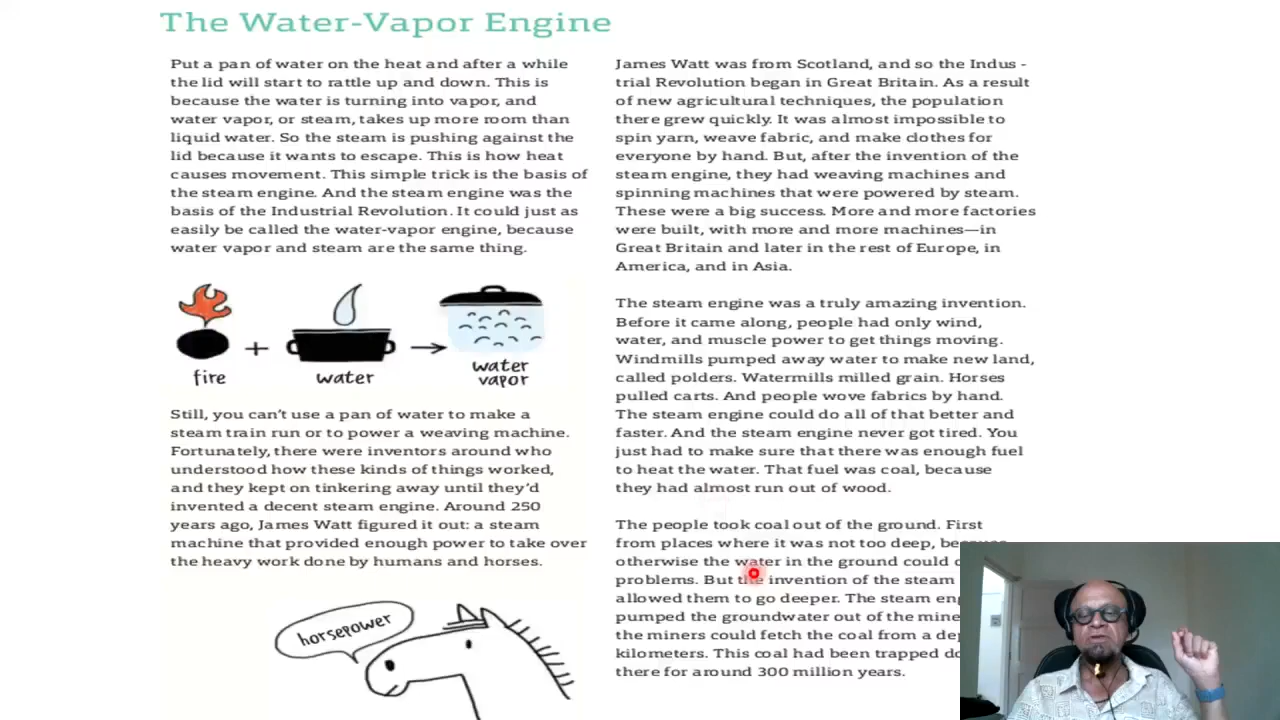 The Water-Vapor Engine
Put a pan of water on the heat and after a while
the lid will start to rattle up and down. This is
because the water is turning into vapor, and
water vapor, or steam, takes up more room than
liquid water. So the steam is pushing against the
lid because it wants to escape. This is how heat
causes movement. This simple trick is the basis of
the steam engine. And the steam engine was the
basis of the Industrial Revolution. It could just as
easily be called the water-vapor engine, because
water vapor and steam are the same thing.
fire
+
water
water
vapor
Still, you can't use a pan of water to make a
steam train run or to power a weaving machine.
Fortunately, there were inventors around who
understood how these kinds of things worked,
and they kept on tinkering away until they'd
invented a decent steam engine. Around 250
years ago, James Watt figured it out: a steam
machine that provided enough power to take over
the heavy work done by humans and horses.
horsepower
James Watt was from Scotland, and so the Indus -
trial Revolution began in Great Britain. As a result
of new agricultural techniques, the population
there grew quickly. It was almost impossible to
spin yarn, weave fabric, and make clothes for
everyone by hand. But, after the invention of the
steam engine, they had weaving machines and
spinning machines that were powered by steam.
These were a big success. More and more factories
were built, with more and more machines—in
Great Britain and later in the rest of Europe, in
America, and in Asia.
The steam engine was a truly amazing invention.
Before it came along, people had only wind,
water, and muscle power to get things moving.
Windmills pumped away water to make new land,
called polders. Watermills milled grain. Horses
pulled carts. And people wove fabrics by hand.
The steam engine could do all of that better and
faster. And the steam engine never got tired. You
just had to make sure that there was enough fuel
to heat the water. That fuel was coal, because
they had almost run out of wood.
The people took coal out of the ground. First
from places where it was not too deep, because
otherwise the water in the ground could
problems. But the invention of the steam
allowed them to go deeper. The steam
pumped the groundwater out of the
the miners could fetch the coal from a
kilometers. This coal had been trapped
there for around 300 million years.